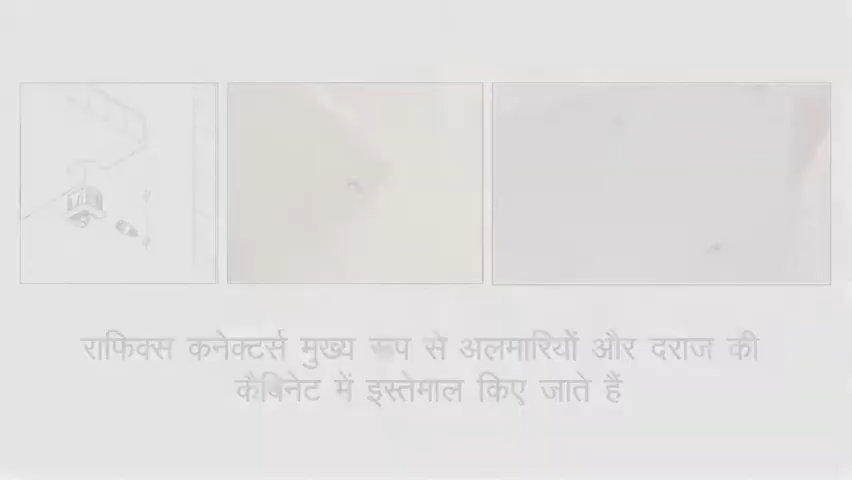 राफिक्स कनेक्टर्स मुख्य रूप से अलमारियों और दराज की
कैबिनेट में इस्तेमाल किए जाते हैं